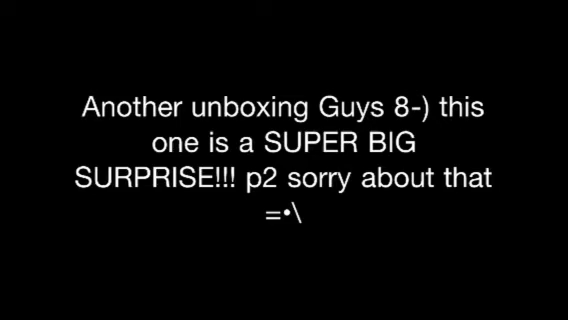 Another unboxing Guys 8-) this
one is a SUPER BIG
SURPRISE!!! p2 sorry about that
=•\